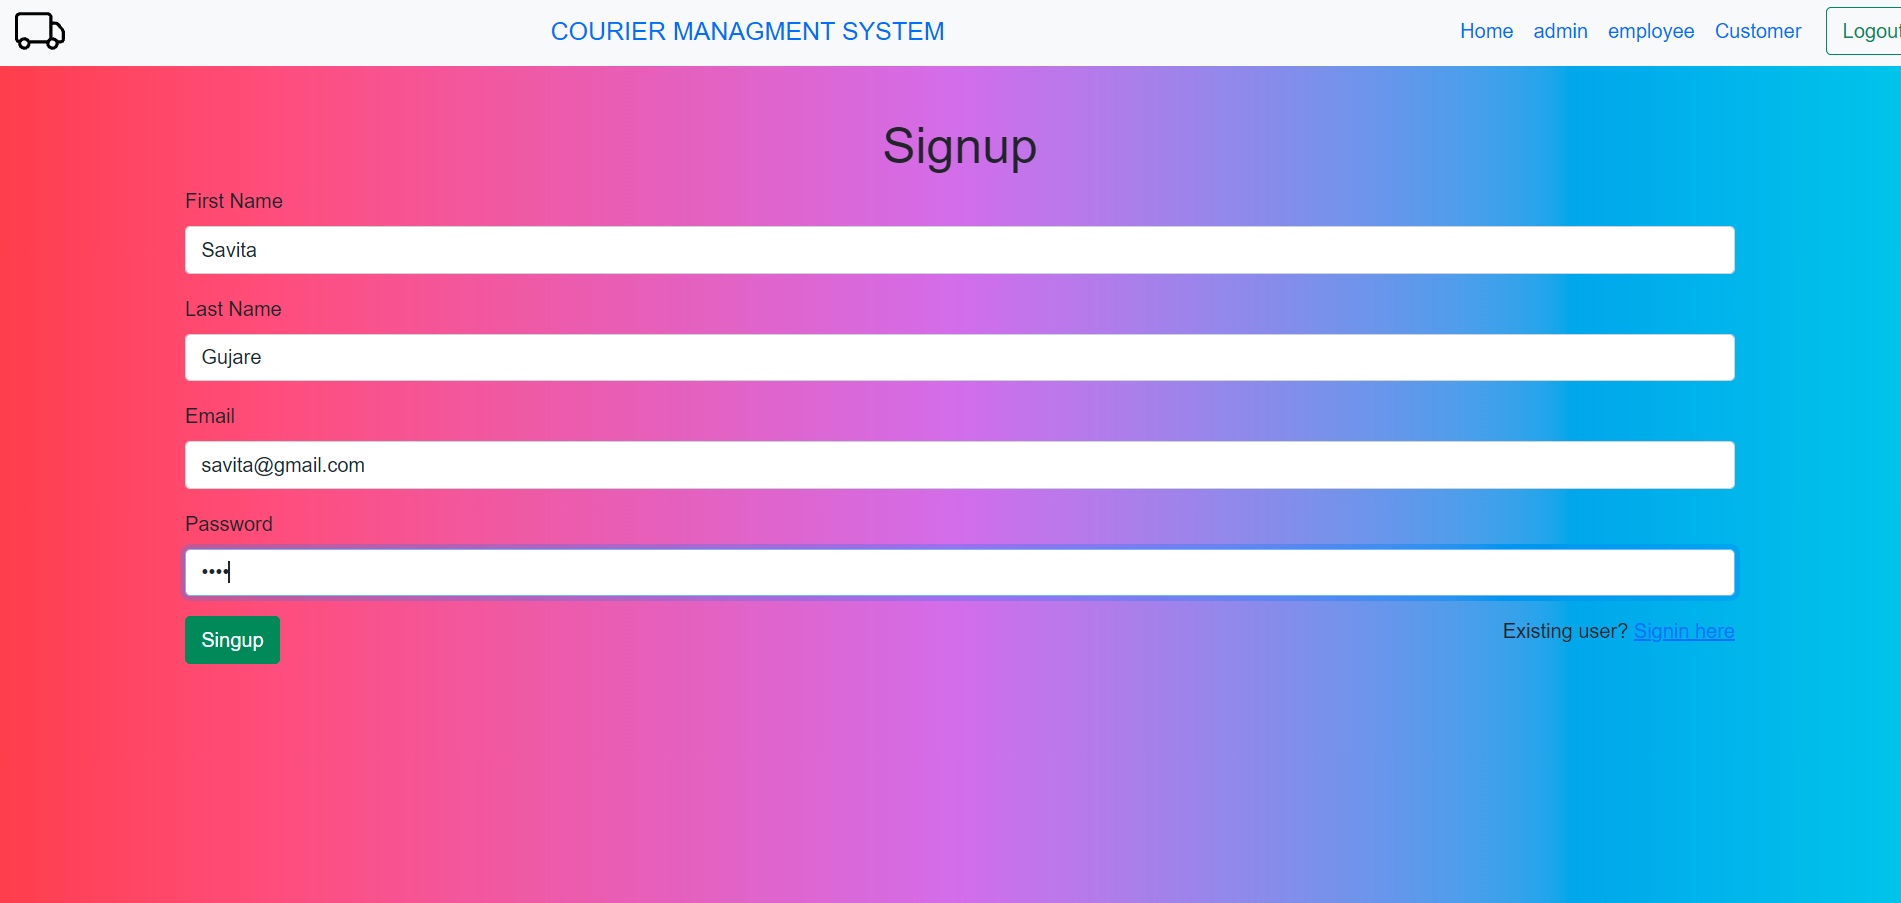 COURIER MANAGMENT SYSTEM
Home admin employee Customer Logout
Signup
First Name
Savita
Last Name
Gujare
Email
savita@gmail.com
Password
••••
Singup
Existing user? Signin here